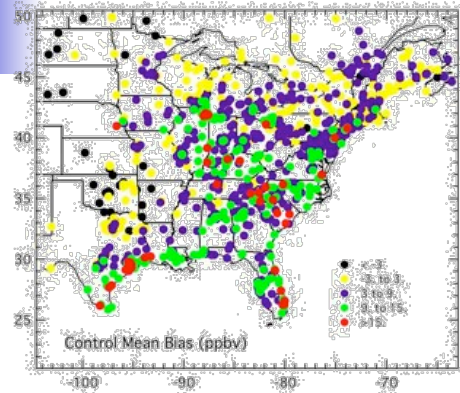 50
45
40
35
30
25
< -3.
-3. to 3.
3 to 9.
9. to 15.
>15.
Control Mean Bias (ppbv)
-100 -90 -80 -70